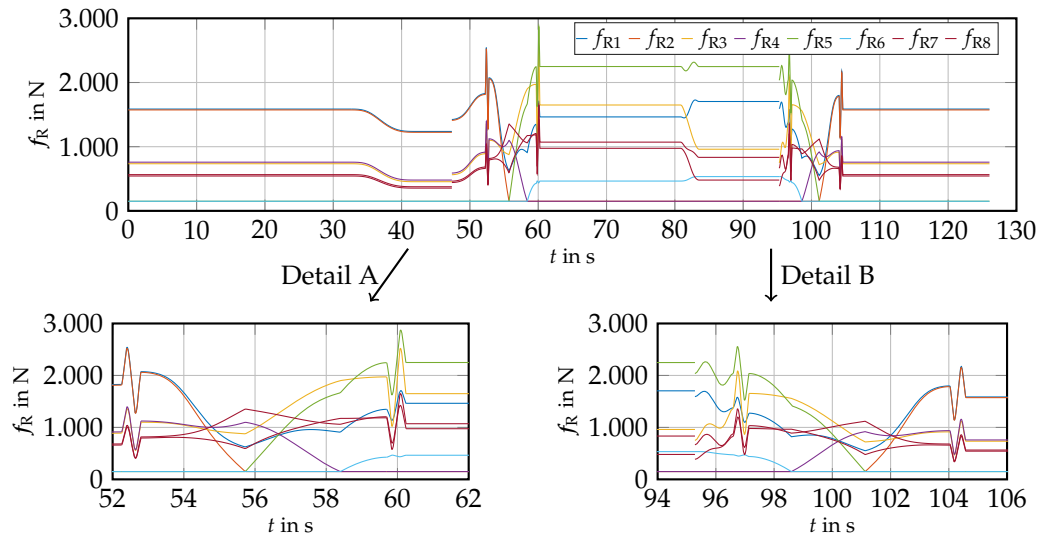 3.000
2.000
1.000
0
f_R in N
f_R1 f_R2 f_R3 f_R4 f_R5 f_R6 f_R7 f_R8
0 10 20 30 40 50 60 70 80 90 100 110 120 130
t in s
Detail A
Detail B
3.000
2.000
1.000
0
f_R in N
52 54 56 58 60 62
t in s
3.000
2.000
1.000
0
f_R in N
94 96 98 100 102 104 106
t in s